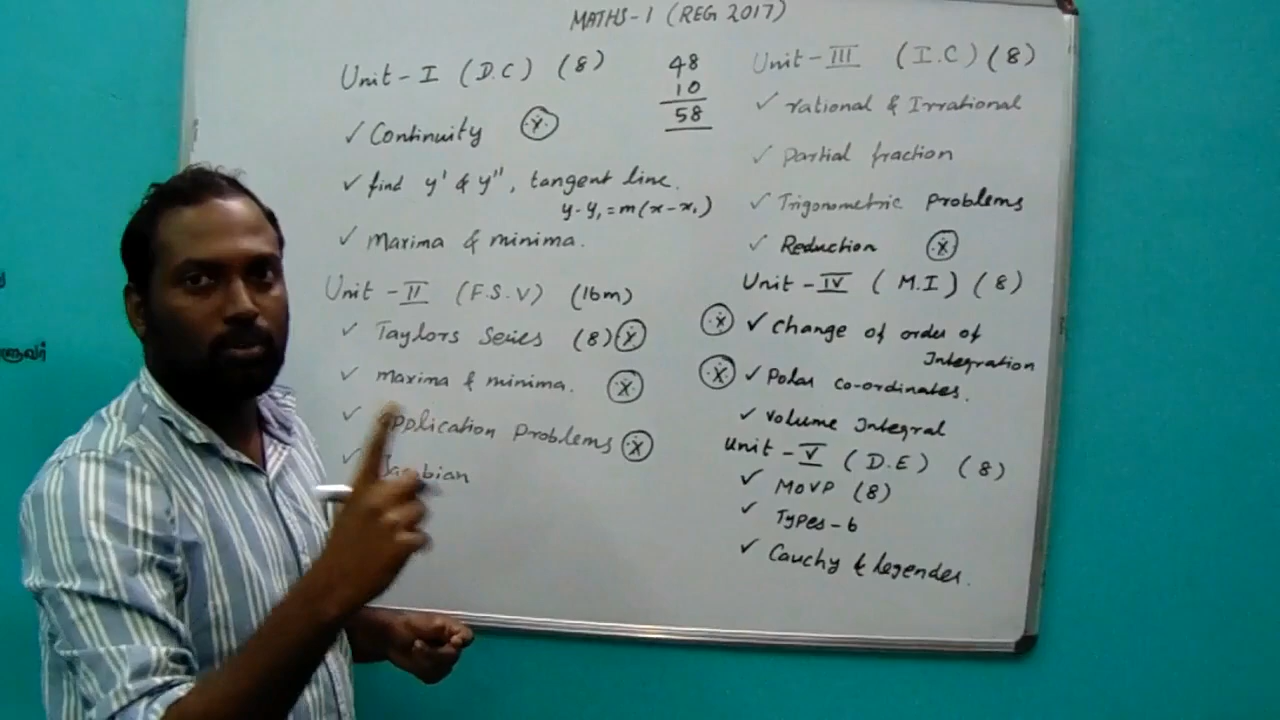 MATHS-1 (REG 2017)
Unit - I (D.C) (8)
✓ Continuity
✓ find y' & y'', tangent line.
y-y₁=m(x-x₁)
✓ Maxima & minima.
Unit - II (F.S.V) (16m)
✓ Taylors Series (8)
✓ maxima & minima.
✓ Application Problems
✓
48
10
58
Unit - III (I.C) (8)
✓ rational & Irrational
✓ Partial fraction
✓ Trigonometric Problems
✓ Reduction
Unit - IV (M.I) (8)
✓ Change of order of
Integration
✓ Polar co-ordinates.
✓ Volume Integral
Unit - V (D.E) (8)
✓ MOVP (8)
✓ Types-6
✓ Cauchy & legendes.